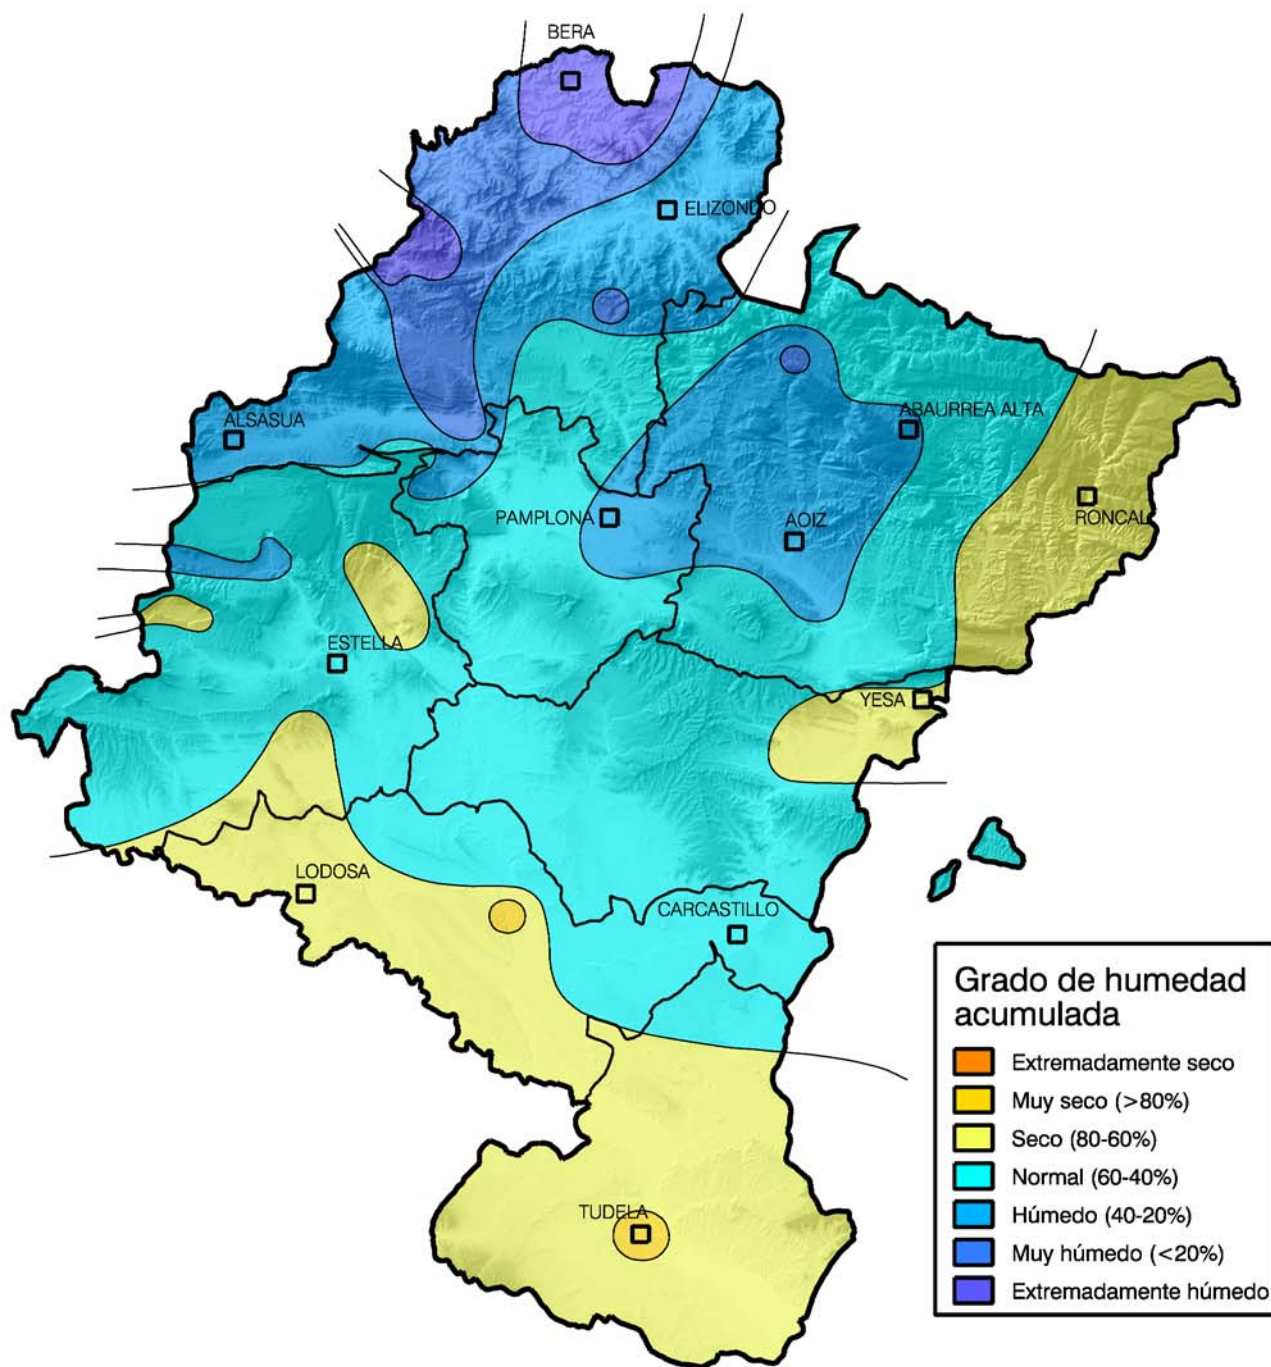 BERA
ELIZONDO
ALSASUA
ABAURREA ALTA
PAMPLONA
AOIZ
RONCAL
ESTELLA
YESA
LODOSA
CARCASTILLO
TUDELA
Grado de humedad
acumulada
Extremadamente seco
Muy seco (>80%)
Seco (80-60%)
Normal (60-40%)
Húmedo (40-20%)
Muy húmedo (<20%)
Extremadamente húmedo